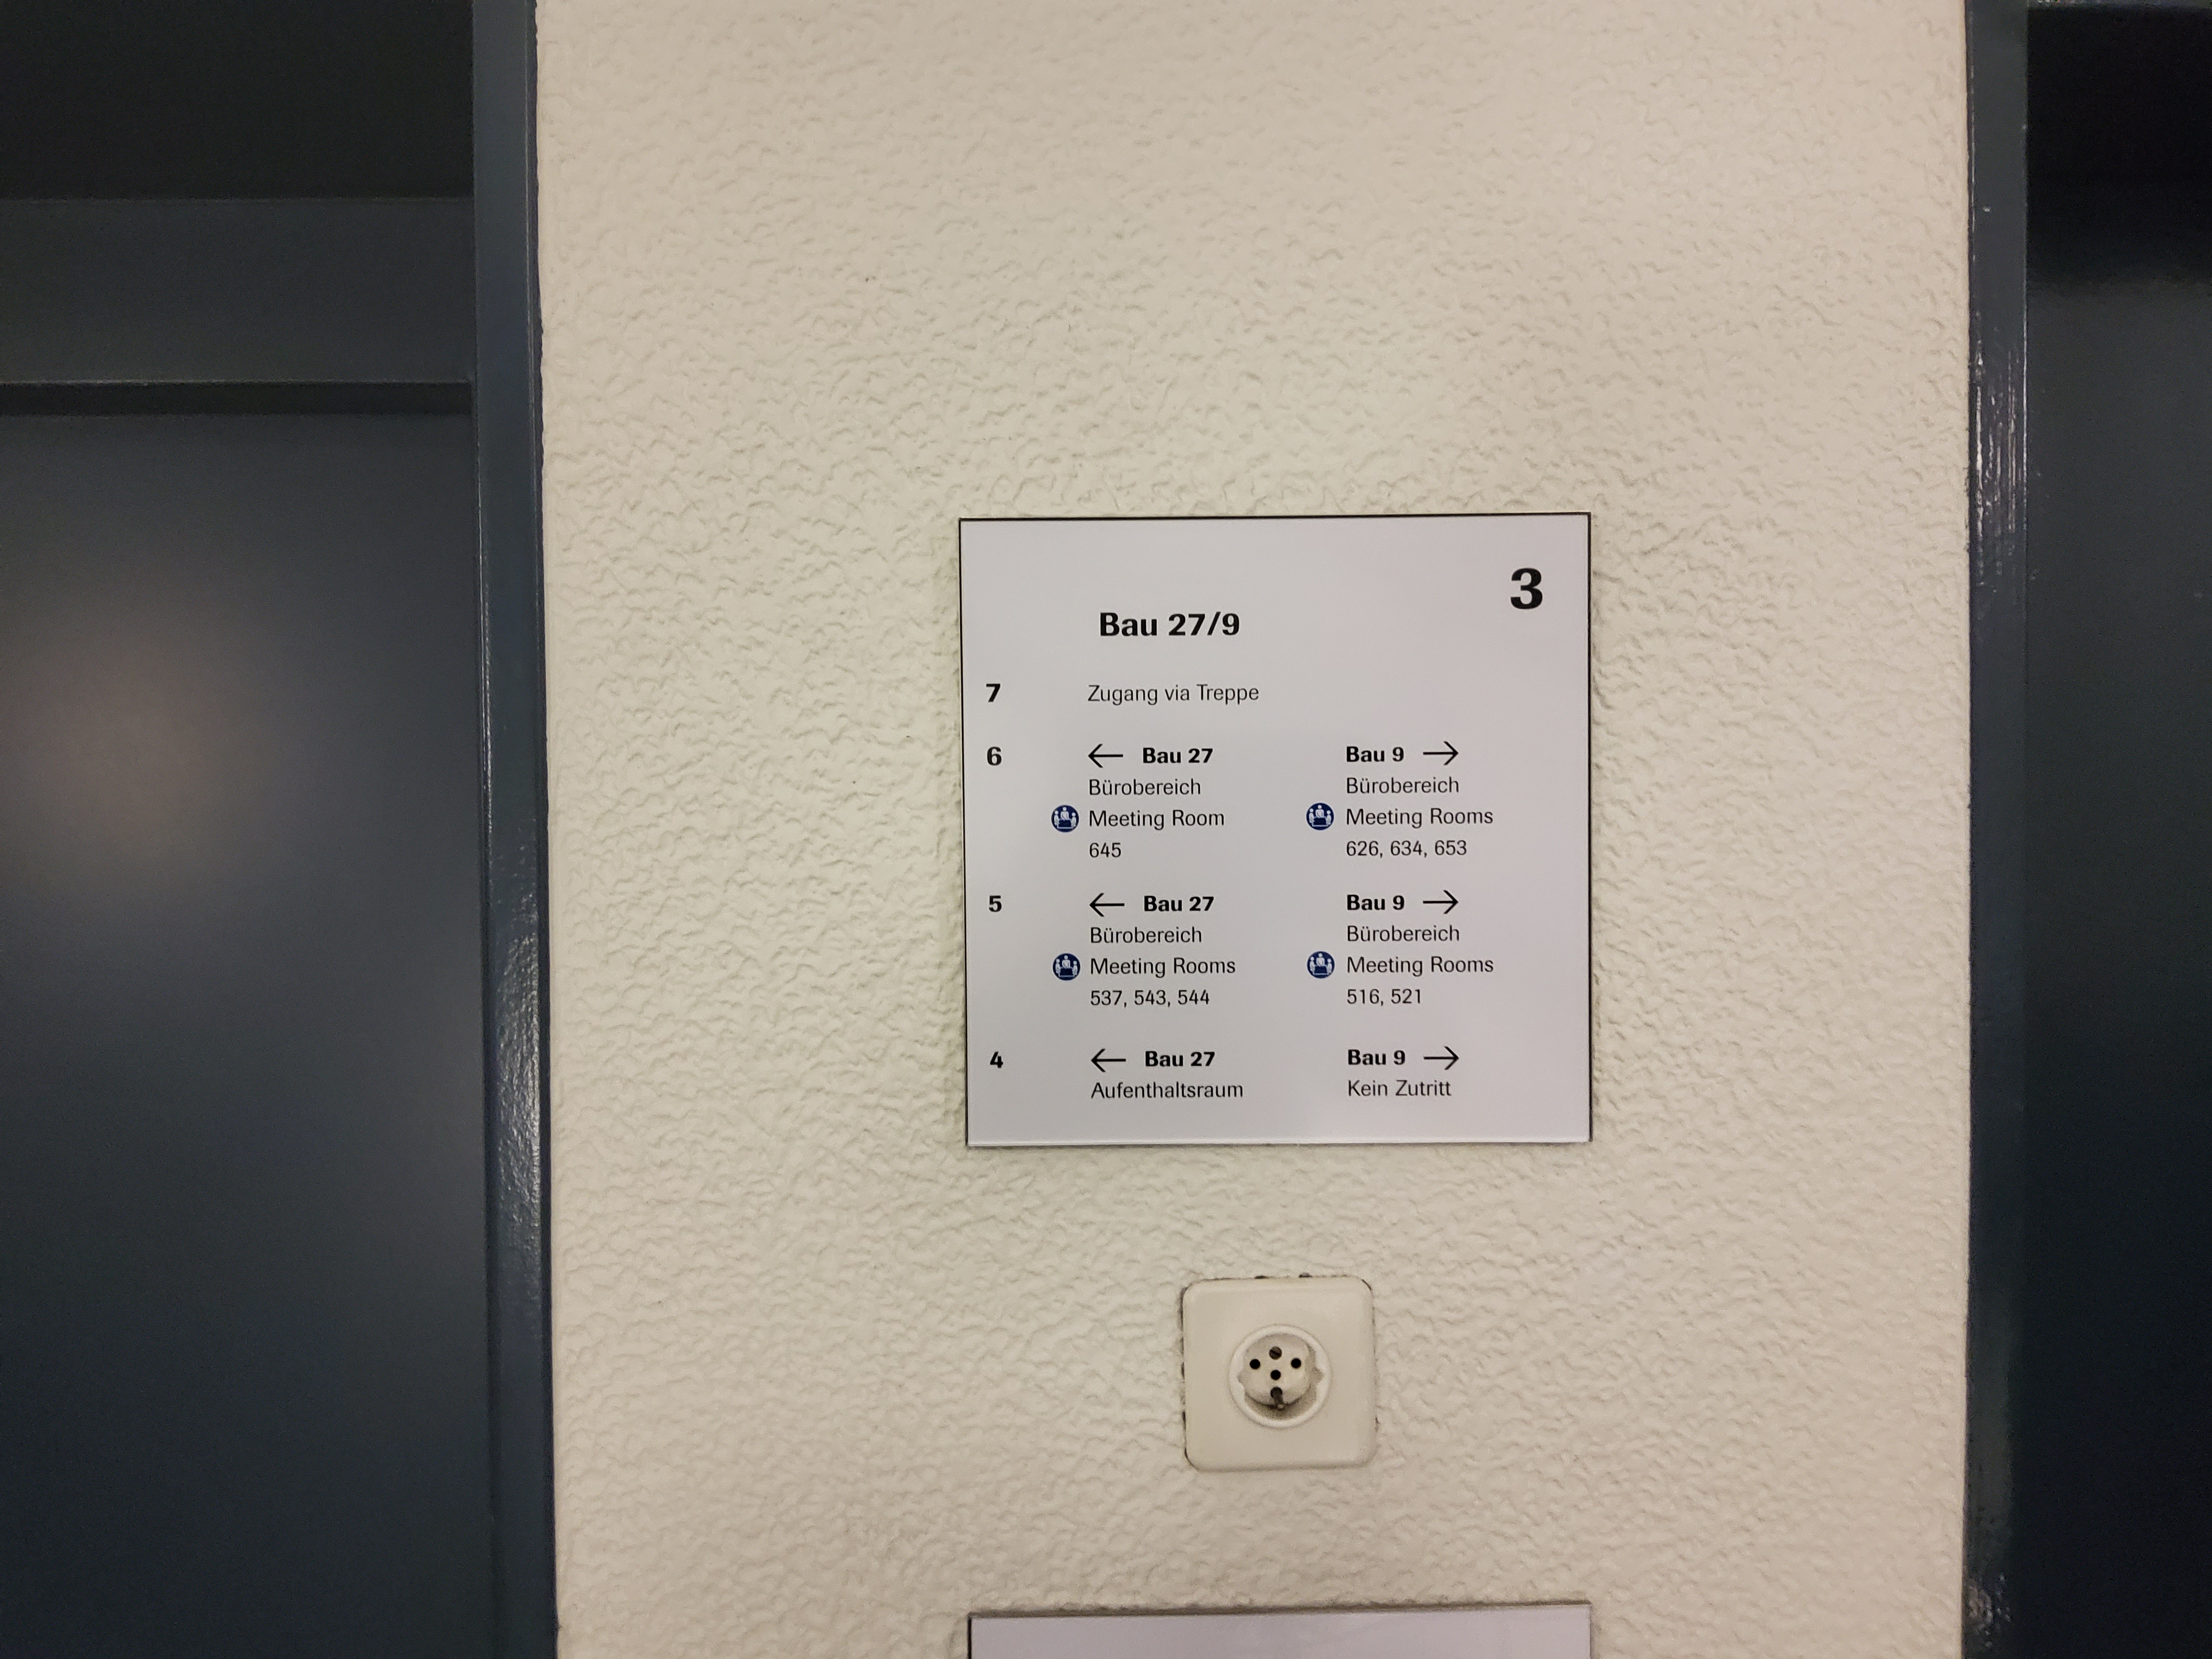 3
Bau 27/9
7 Zugang via Treppe
6 ← Bau 27 Bau 9 →
Bürobereich Bürobereich
Meeting Room Meeting Rooms
645 626, 634, 653
5 ← Bau 27 Bau 9 →
Bürobereich Bürobereich
Meeting Rooms Meeting Rooms
537, 543, 544 516, 521
4 ← Bau 27 Bau 9 →
Aufenthaltsraum Kein Zutritt